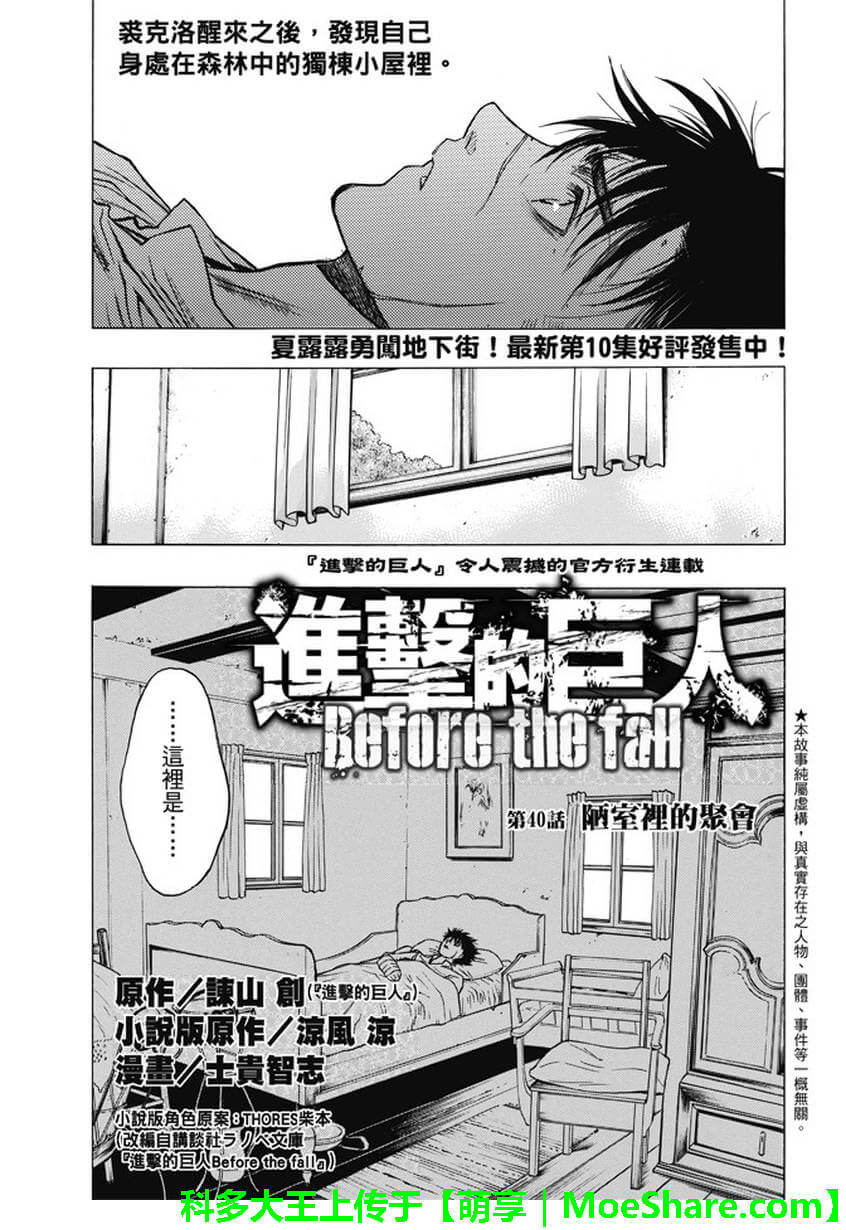 裘克洛醒來之後，發現自己
身處在森林中的獨棟小屋裡。
夏露露勇闖地下街！最新第10集好評發售中！
『進擊的巨人』令人震撼的官方衍生連載
進擊的巨人
Before the fall
第40話 陋室裡的聚會
……這裡是……
★本故事純屬虛構，與真實存在之人物、團體、事件等一概無關。
原作／諫山 創(『進擊的巨人』)
小說版原作／涼風 涼
漫畫／士貴智志
小說版角色原案：THORES柴本
(改編自講談社ラノベ文庫
『進擊的巨人Before the fall』)
科多大王上传于【萌享｜MoeShare.com】